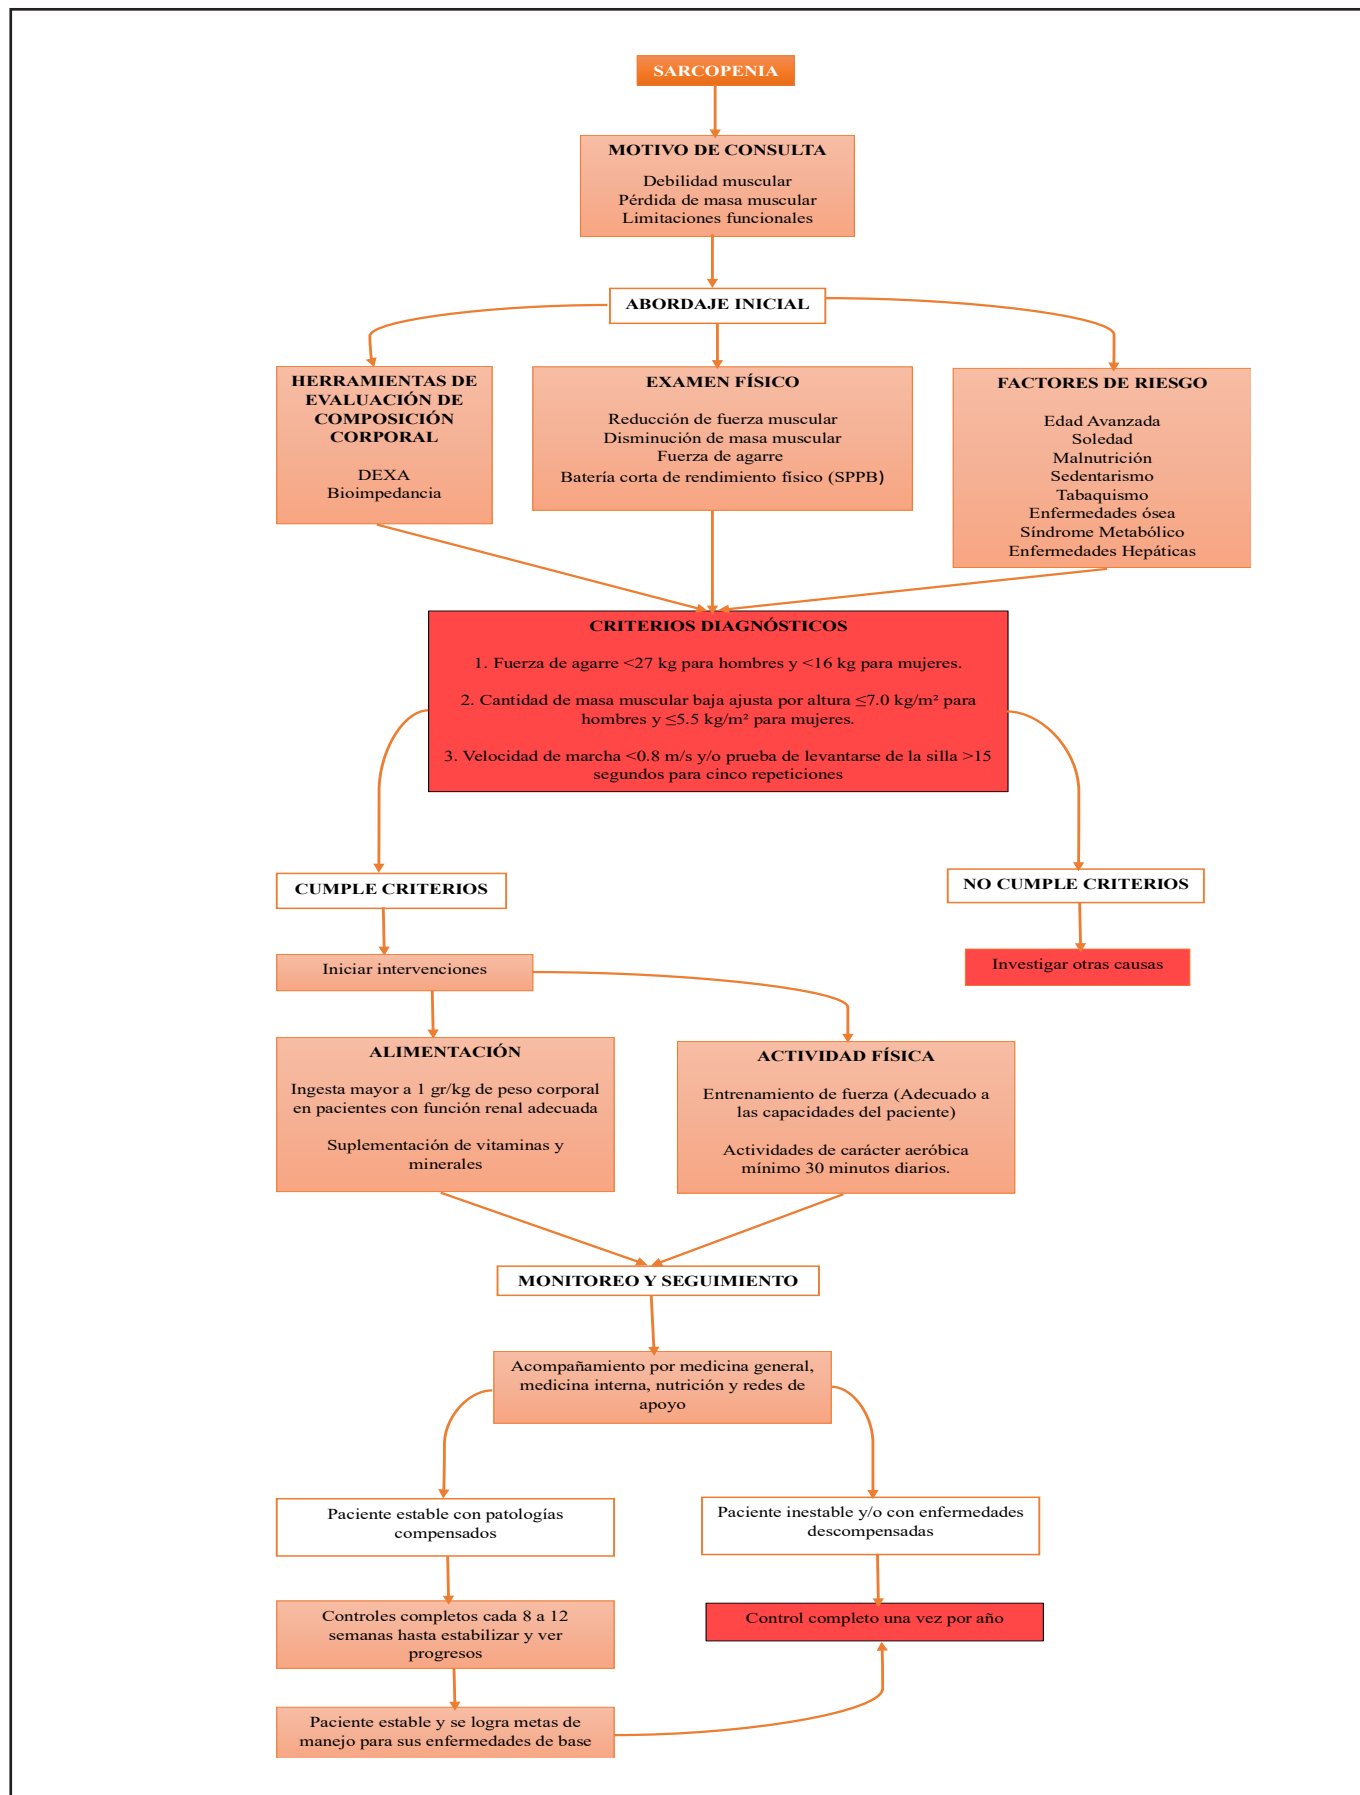 SARCOPENIA
MOTIVO DE CONSULTA
Debilidad muscular
Pérdida de masa muscular
Limitaciones funcionales
ABORDAJE INICIAL
HERRAMIENTAS DE
EVALUACIÓN DE
COMPOSICIÓN
CORPORAL
DEXA
Bioimpedancia
EXAMEN FÍSICO
Reducción de fuerza muscular
Disminución de masa muscular
Fuerza de agarre
Batería corta de rendimiento físico (SPPB)
FACTORES DE RIESGO
Edad Avanzada
Soledad
Malnutrición
Sedentarismo
Tabaquismo
Enfermedades ósea
Síndrome Metabólico
Enfermedades Hepáticas
CRITERIOS DIAGNÓSTICOS
1. Fuerza de agarre <27 kg para hombres y <16 kg para mujeres.
2. Cantidad de masa muscular baja ajusta por altura ≤7.0 kg/m² para
hombres y ≤5.5 kg/m² para mujeres.
3. Velocidad de marcha <0.8 m/s y/o prueba de levantarse de la silla >15
segundos para cinco repeticiones
CUMPLE CRITERIOS
NO CUMPLE CRITERIOS
Iniciar intervenciones
Investigar otras causas
ALIMENTACIÓN
Ingesta mayor a 1 gr/kg de peso corporal
en pacientes con función renal adecuada
Suplementación de vitaminas y
minerales
ACTIVIDAD FÍSICA
Entrenamiento de fuerza (Adecuado a
las capacidades del paciente)
Actividades de carácter aeróbica
mínimo 30 minutos diarios.
MONITOREO Y SEGUIMIENTO
Acompañamiento por medicina general,
medicina interna, nutrición y redes de
apoyo
Paciente estable con patologías
compensados
Paciente inestable y/o con enfermedades
descompensadas
Controles completos cada 8 a 12
semanas hasta estabilizar y ver
progresos
Control completo una vez por año
Paciente estable y se logra metas de
manejo para sus enfermedades de base